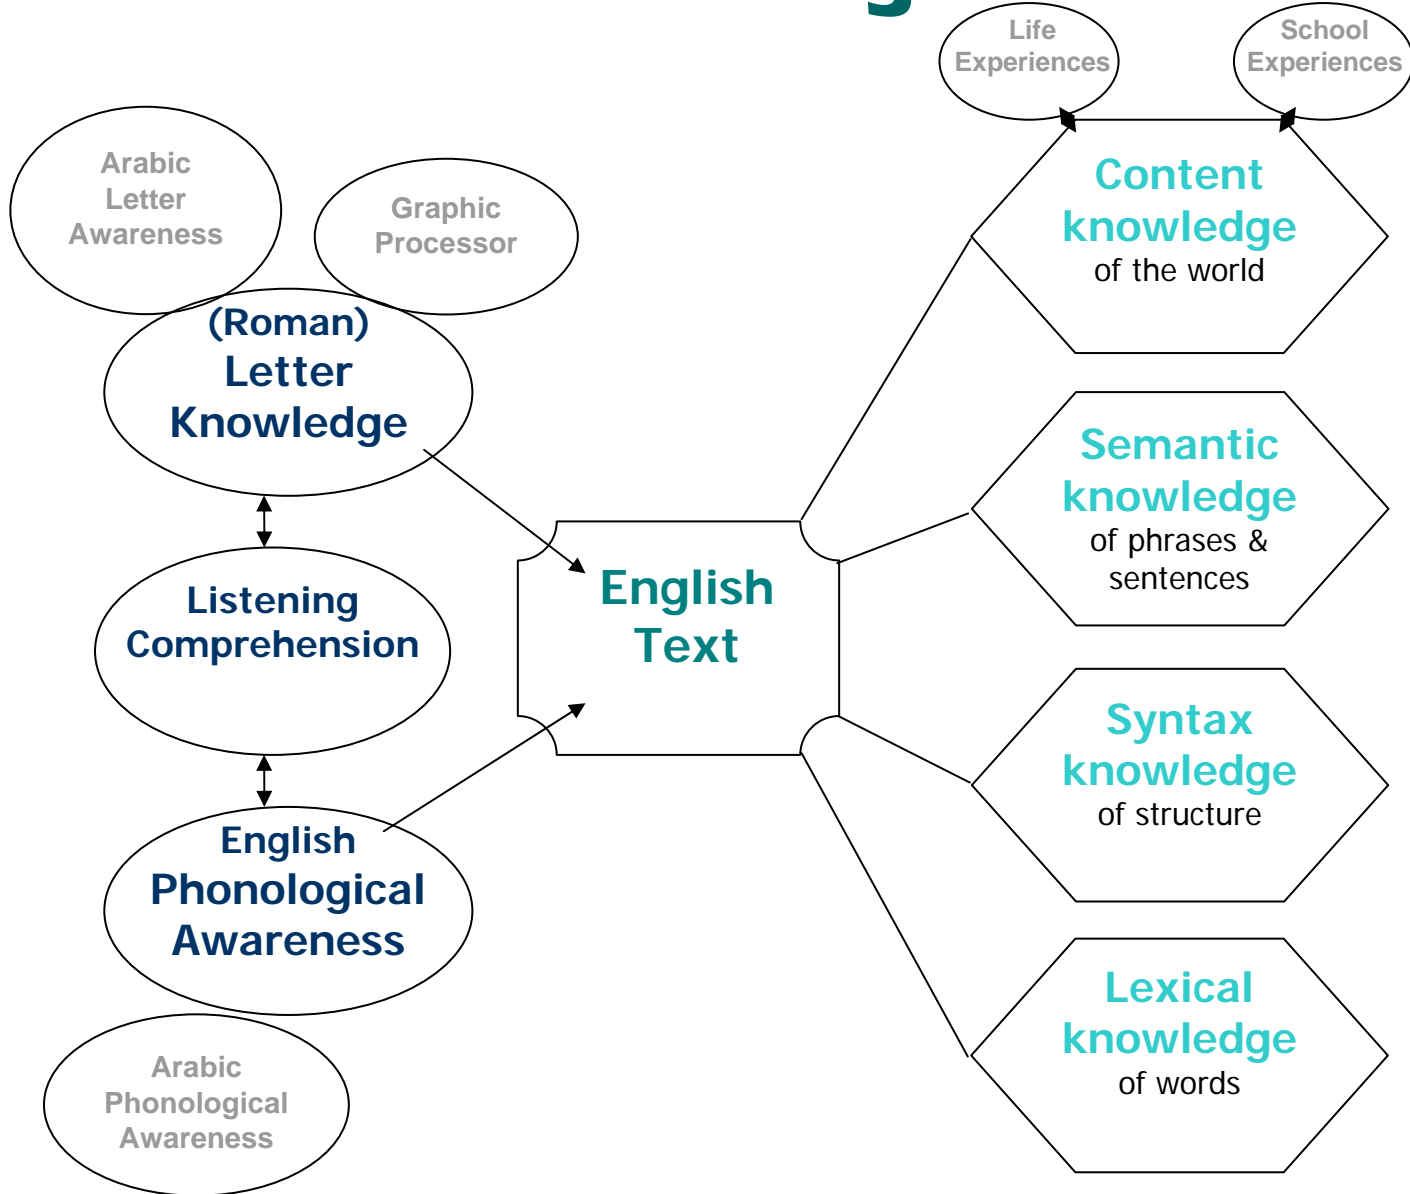 Life
Experiences
School
Experiences
Arabic
Letter
Awareness
Graphic
Processor
(Roman)
Letter
Knowledge
Listening
Comprehension
English
Phonological
Awareness
Arabic
Phonological
Awareness
English
Text
Content
knowledge
of the world
Semantic
knowledge
of phrases &
sentences
Syntax
knowledge
of structure
Lexical
knowledge
of words